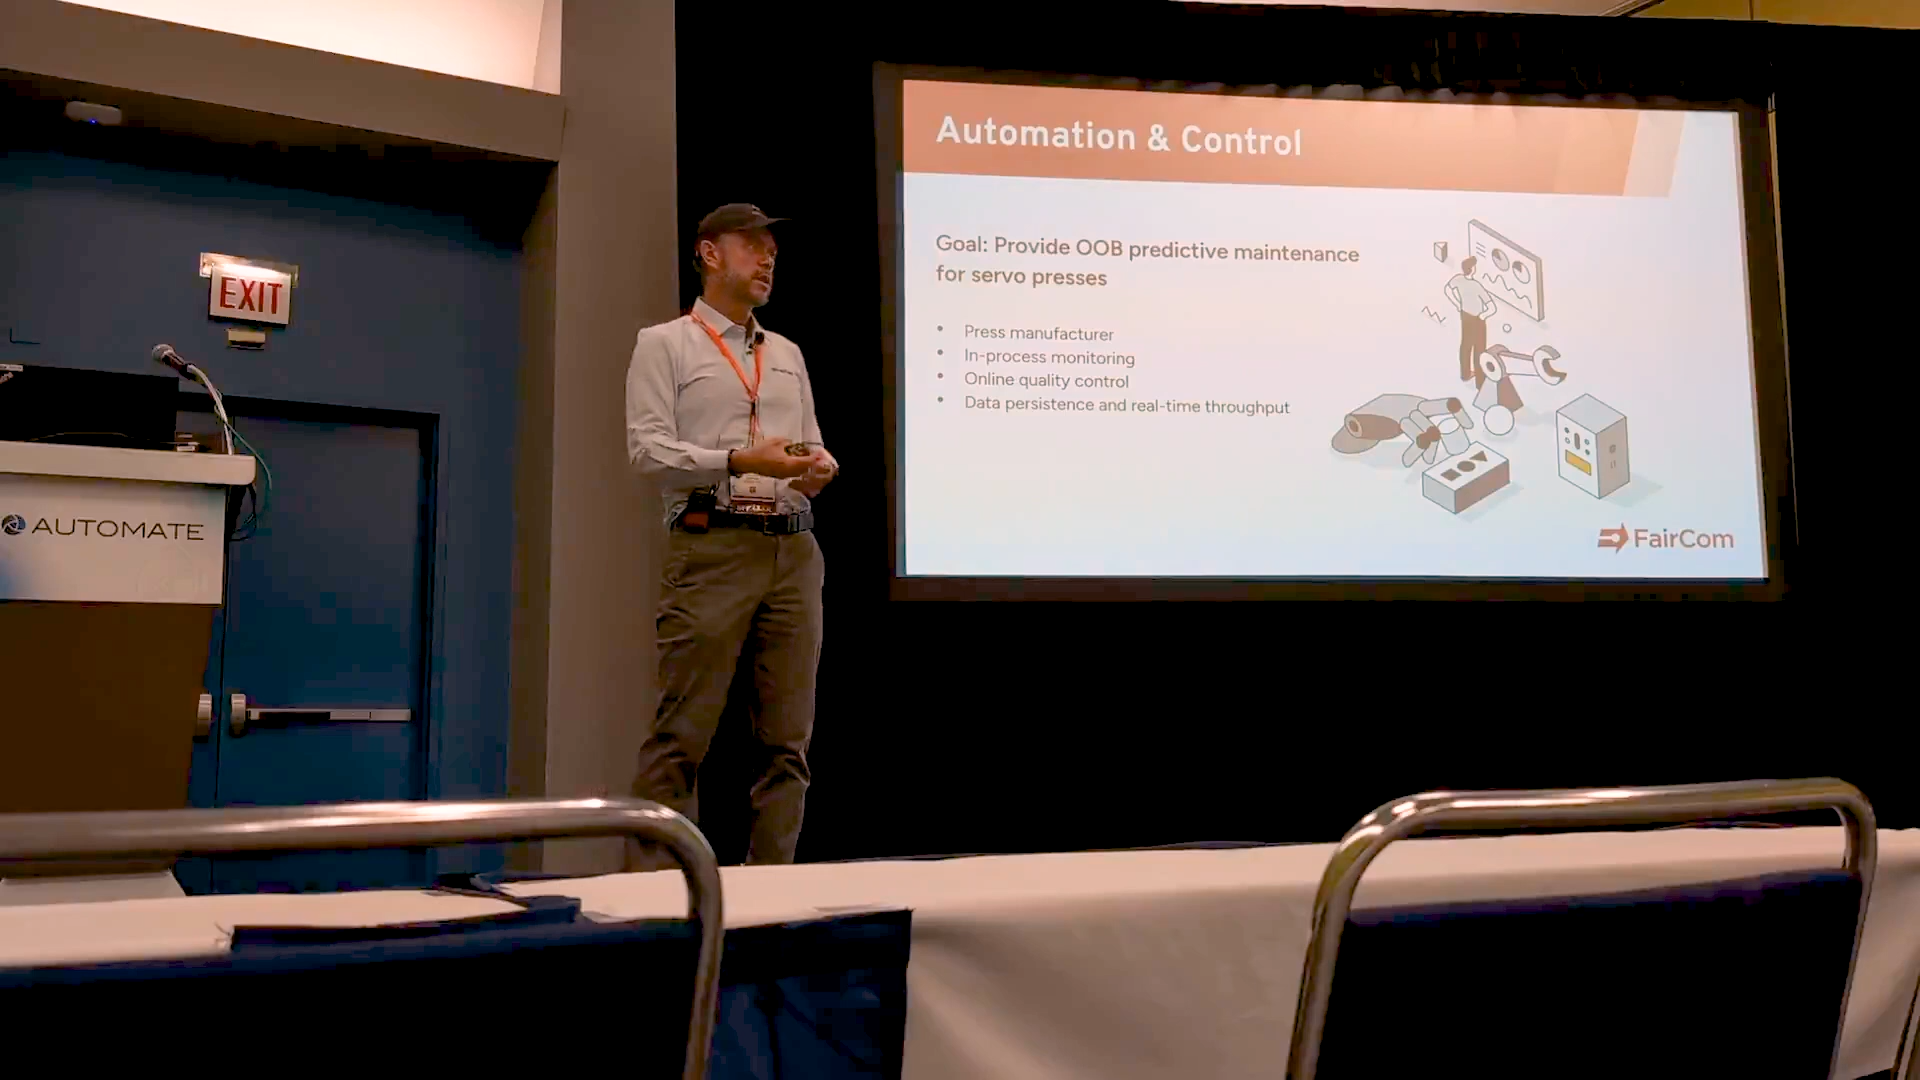 Automation & Control
Goal: Provide OOB predictive maintenance
for servo presses
• Press manufacturer
• In-process monitoring
• Online quality control
• Data persistence and real-time throughput
FairCom
EXIT
AUTOMATE